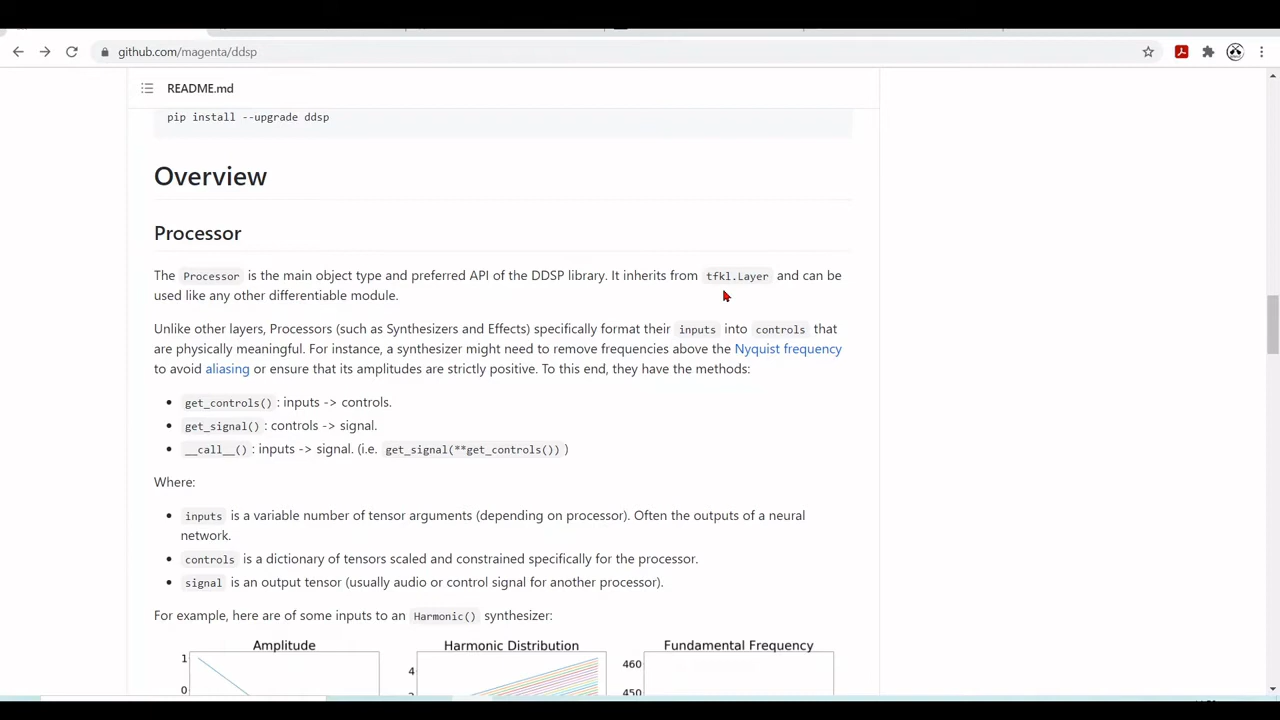 github.com/magenta/ddsp
README.md
pip install --upgrade ddsp
Overview
Processor
The Processor is the main object type and preferred API of the DDSP library. It inherits from tfkl.Layer and can be
used like any other differentiable module.
Unlike other layers, Processors (such as Synthesizers and Effects) specifically format their inputs into controls that
are physically meaningful. For instance, a synthesizer might need to remove frequencies above the Nyquist frequency
to avoid aliasing or ensure that its amplitudes are strictly positive. To this end, they have the methods:
• get_controls() : inputs -> controls.
• get_signal() : controls -> signal.
• __call__() : inputs -> signal. (i.e. get_signal(**get_controls()) )
Where:
• inputs is a variable number of tensor arguments (depending on processor). Often the outputs of a neural
network.
• controls is a dictionary of tensors scaled and constrained specifically for the processor.
• signal is an output tensor (usually audio or control signal for another processor).
For example, here are of some inputs to an Harmonic() synthesizer:
Amplitude Harmonic Distribution Fundamental Frequency
1 4 460
0 450